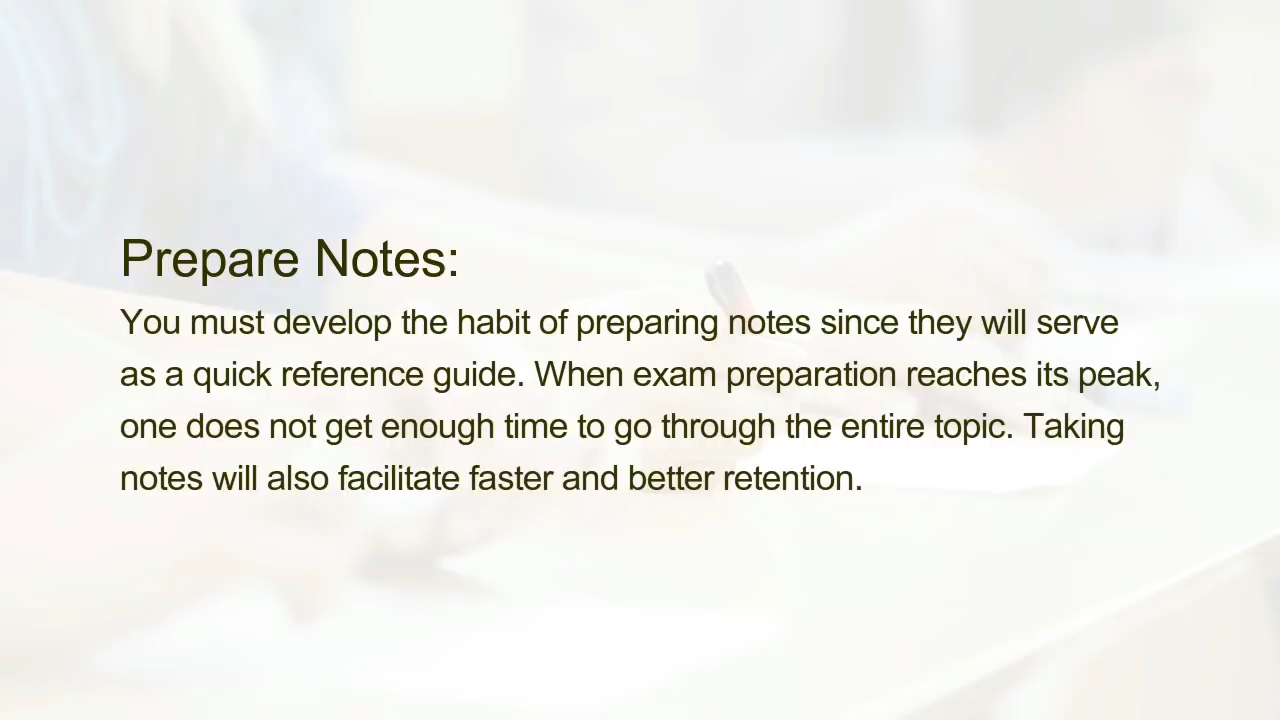 Prepare Notes:
You must develop the habit of preparing notes since they will serve
as a quick reference guide. When exam preparation reaches its peak,
one does not get enough time to go through the entire topic. Taking
notes will also facilitate faster and better retention.